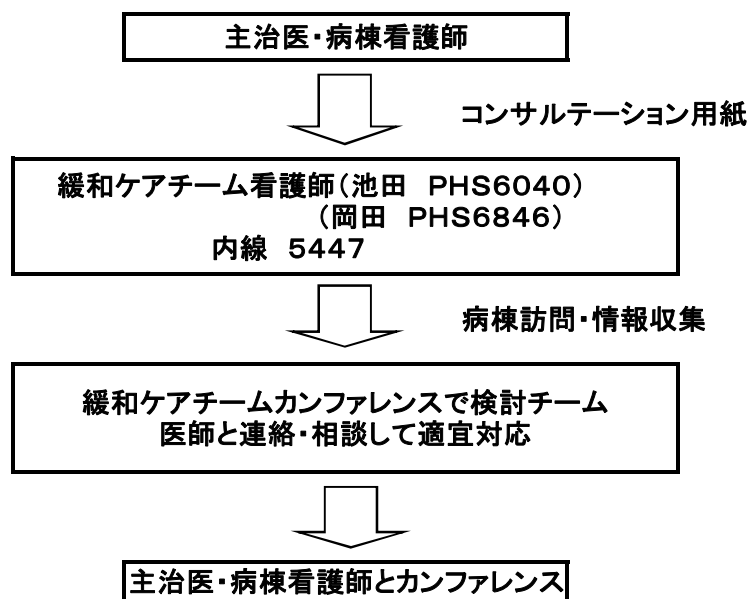 主治医・病棟看護師
コンサルテーション用紙
緩和ケアチーム看護師(池田　PHS6040)
(岡田　PHS6846)
内線　5447
病棟訪問・情報収集
緩和ケアチームカンファレンスで検討チーム
医師と連絡・相談して適宜対応
主治医・病棟看護師とカンファレンス